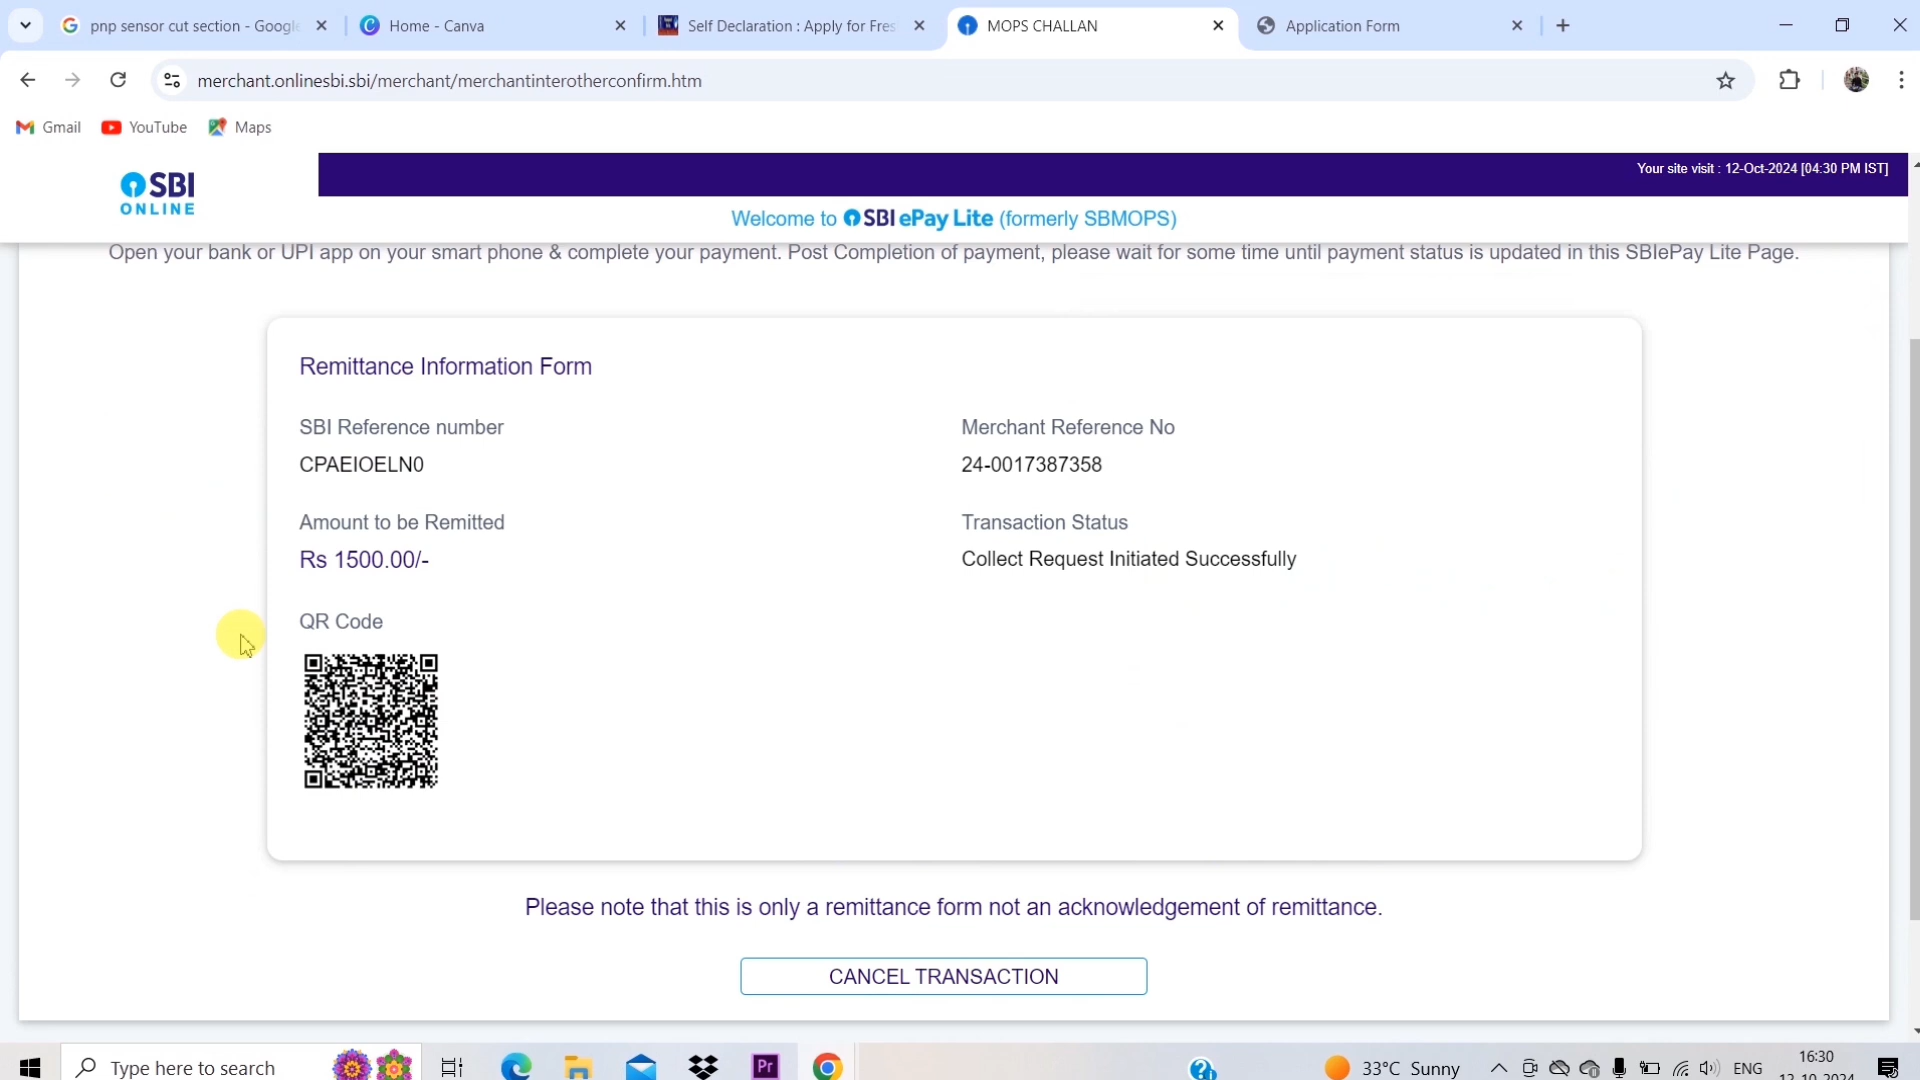 pnp sensor cut section - Google
Home - Canva
Self Declaration : Apply for Fres
MOPS CHALLAN
Application Form
merchant.onlinesbi.sbi/merchant/merchantinterotherconfirm.htm
Gmail
YouTube
Maps
SBI
ONLINE
Your site visit : 12-Oct-2024 [04:30 PM IST]
Welcome to SBI ePay Lite (formerly SBMOPS)
Open your bank or UPI app on your smart phone & complete your payment. Post Completion of payment, please wait for some time until payment status is updated in this SBIePay Lite Page.
Remittance Information Form
SBI Reference number
Merchant Reference No
CPAEIOELN0
24-0017387358
Amount to be Remitted
Transaction Status
Rs 1500.00/-
Collect Request Initiated Successfully
QR Code
Please note that this is only a remittance form not an acknowledgement of remittance.
CANCEL TRANSACTION
Type here to search
Pr
33°C Sunny
ENG
16:30
12-10-2024